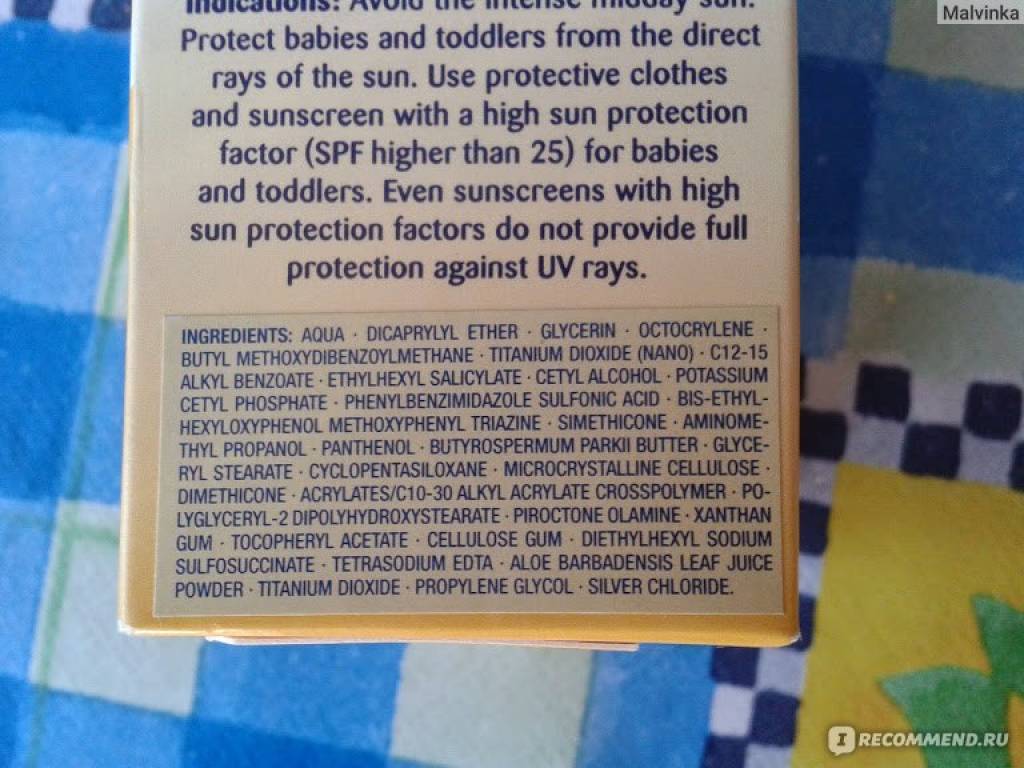 Malvinka
Indications: Avoid the intense midday sun.
Protect babies and toddlers from the direct
rays of the sun. Use protective clothes
and sunscreen with a high sun protection
factor (SPF higher than 25) for babies
and toddlers. Even sunscreens with high
sun protection factors do not provide full
protection against UV rays.
INGREDIENTS: AQUA · DICAPRYLYL ETHER · GLYCERIN · OCTOCRYLENE ·
BUTYL METHOXYDIBENZOYLMETHANE · TITANIUM DIOXIDE (NANO) · C12-15
ALKYL BENZOATE · ETHYLHEXYL SALICYLATE · CETYL ALCOHOL · POTASSIUM
CETYL PHOSPHATE · PHENYLBENZIMIDAZOLE SULFONIC ACID · BIS-ETHYL-
HEXYLOXYPHENOL METHOXYPHENYL TRIAZINE · SIMETHICONE · AMINOME-
THYL PROPANOL · PANTHENOL · BUTYROSPERMUM PARKII BUTTER · GLYCE-
RYL STEARATE · CYCLOPENTASILOXANE · MICROCRYSTALLINE CELLULOSE ·
DIMETHICONE · ACRYLATES/C10-30 ALKYL ACRYLATE CROSSPOLYMER · PO-
LYGLYCERYL-2 DIPOLYHYDROXYSTEARATE · PIROCTONE OLAMINE · XANTHAN
GUM · TOCOPHERYL ACETATE · CELLULOSE GUM · DIETHYLHEXYL SODIUM
SULFOSUCCINATE · TETRASODIUM EDTA · ALOE BARBADENSIS LEAF JUICE
POWDER · TITANIUM DIOXIDE · PROPYLENE GLYCOL · SILVER CHLORIDE.
I RECOMMEND.RU